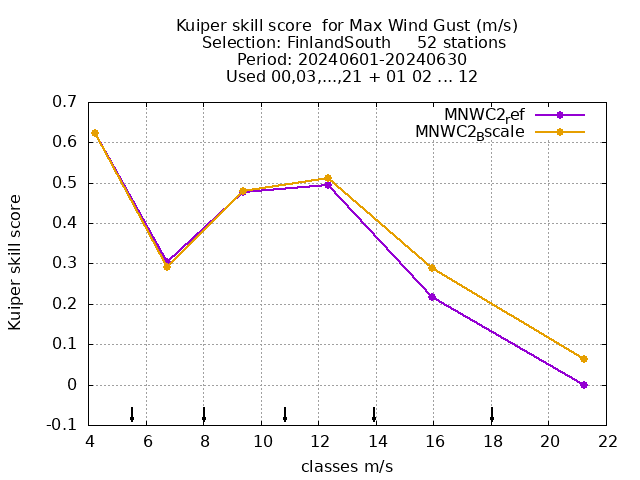 Kuiper skill score  for Max Wind Gust (m/s)
Selection: FinlandSouth     52 stations
Period: 20240601-20240630
Used 00,03,...,21 + 01 02 ... 12
MNWC2ref
MNWC2Bscale
0.7
0.6
0.5
0.4
0.3
0.2
0.1
0
-0.1
Kuiper skill score
4 6 8 10 12 14 16 18 20 22
classes m/s